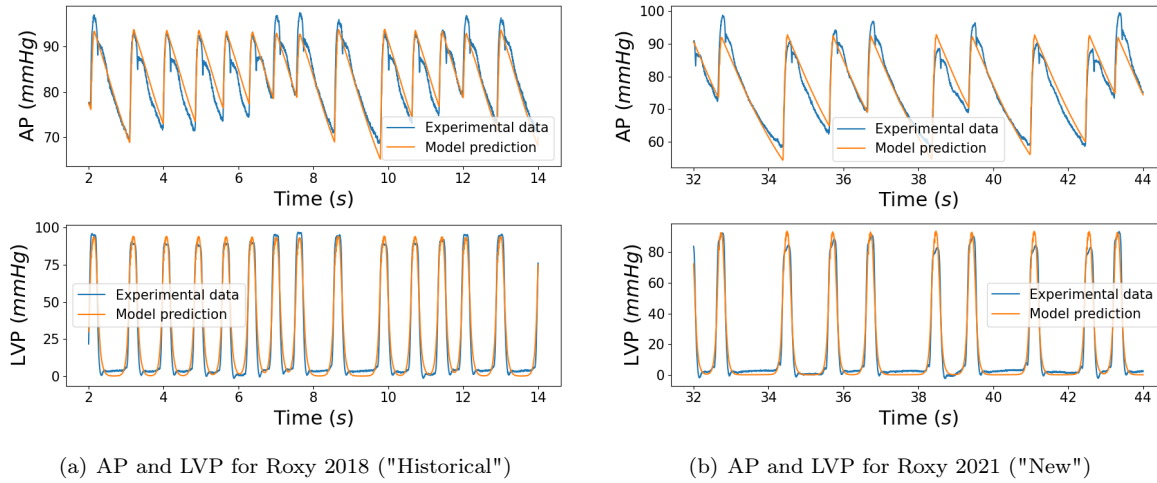 AP (mmHg)
90
80
70
Experimental data
Model prediction
2 4 6 8 10 12 14
Time (s)
LVP (mmHg)
100
75
50
25
0
Experimental data
Model prediction
2 4 6 8 10 12 14
Time (s)
(a) AP and LVP for Roxy 2018 ("Historical")
AP (mmHg)
100
90
80
70
60
Experimental data
Model prediction
32 34 36 38 40 42 44
Time (s)
LVP (mmHg)
80
60
40
20
0
Experimental data
Model prediction
32 34 36 38 40 42 44
Time (s)
(b) AP and LVP for Roxy 2021 ("New")